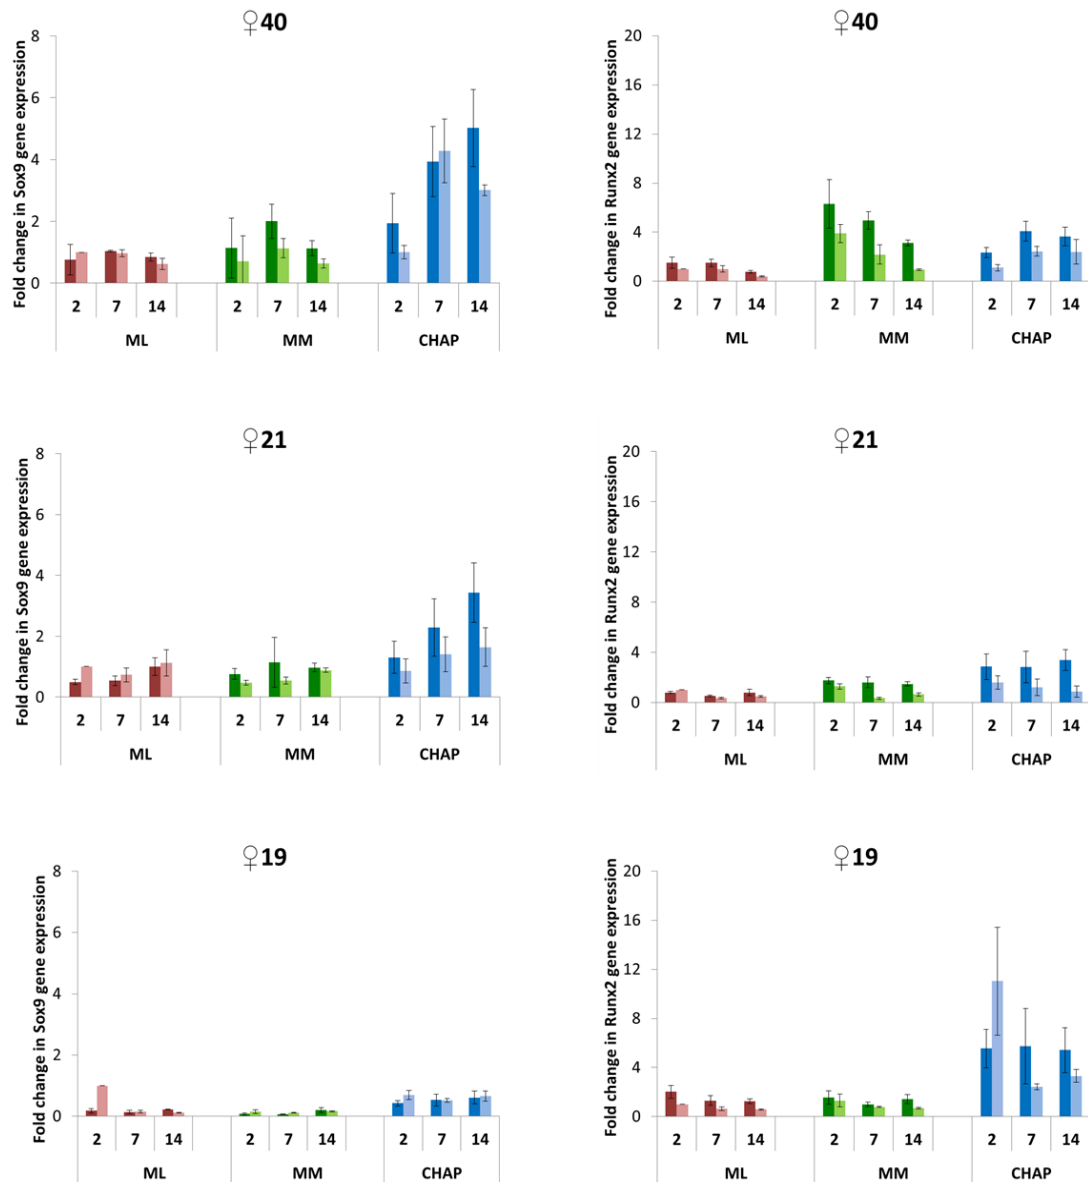 ♀40
Fold change in Sox9 gene expression
8
6
4
2
0
2 7 14 2 7 14 2 7 14
ML MM CHAP
♀40
Fold change in Runx2 gene expression
20
16
12
8
4
0
2 7 14 2 7 14 2 7 14
ML MM CHAP
♀21
Fold change in Sox9 gene expression
8
6
4
2
0
2 7 14 2 7 14 2 7 14
ML MM CHAP
♀21
Fold change in Runx2 gene expression
20
16
12
8
4
0
2 7 14 2 7 14 2 7 14
ML MM CHAP
♀19
Fold change in Sox9 gene expression
8
6
4
2
0
2 7 14 2 7 14 2 7 14
ML MM CHAP
♀19
Fold change in Runx2 gene expression
20
16
12
8
4
0
2 7 14 2 7 14 2 7 14
ML MM CHAP